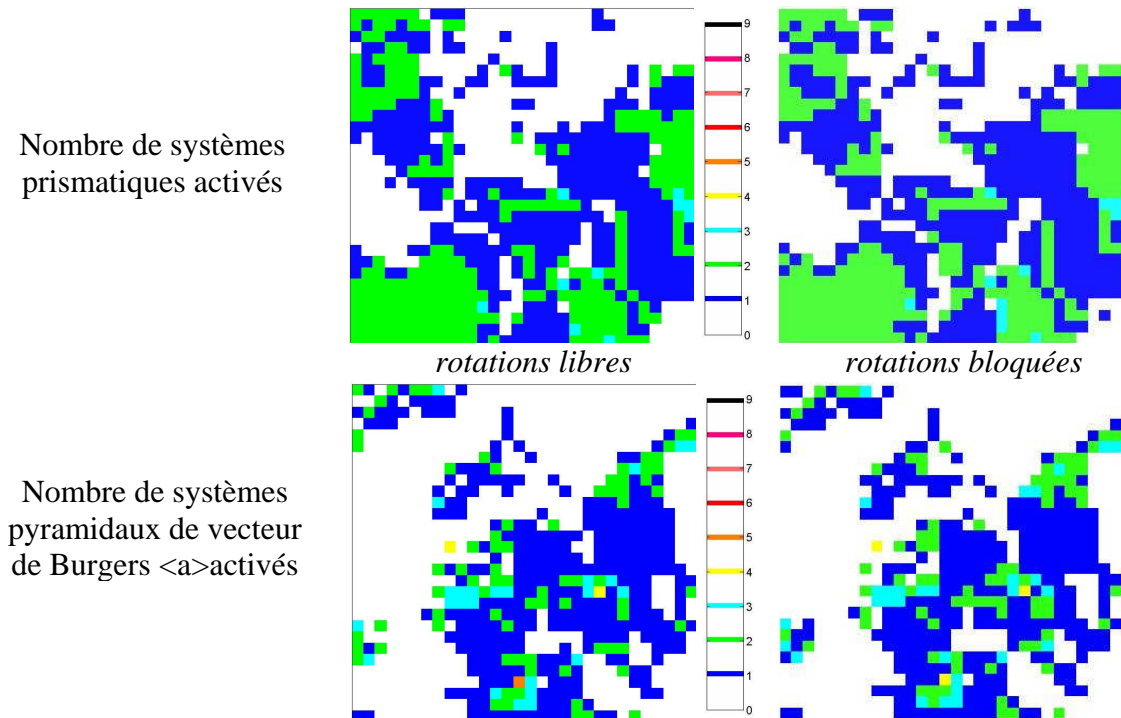 Nombre de systèmes
prismatiques activés
9
8
7
6
5
4
3
2
1
0
rotations libres
rotations bloquées
Nombre de systèmes
pyramidaux de vecteur
de Burgers <a>activés
9
8
7
6
5
4
3
2
1
0